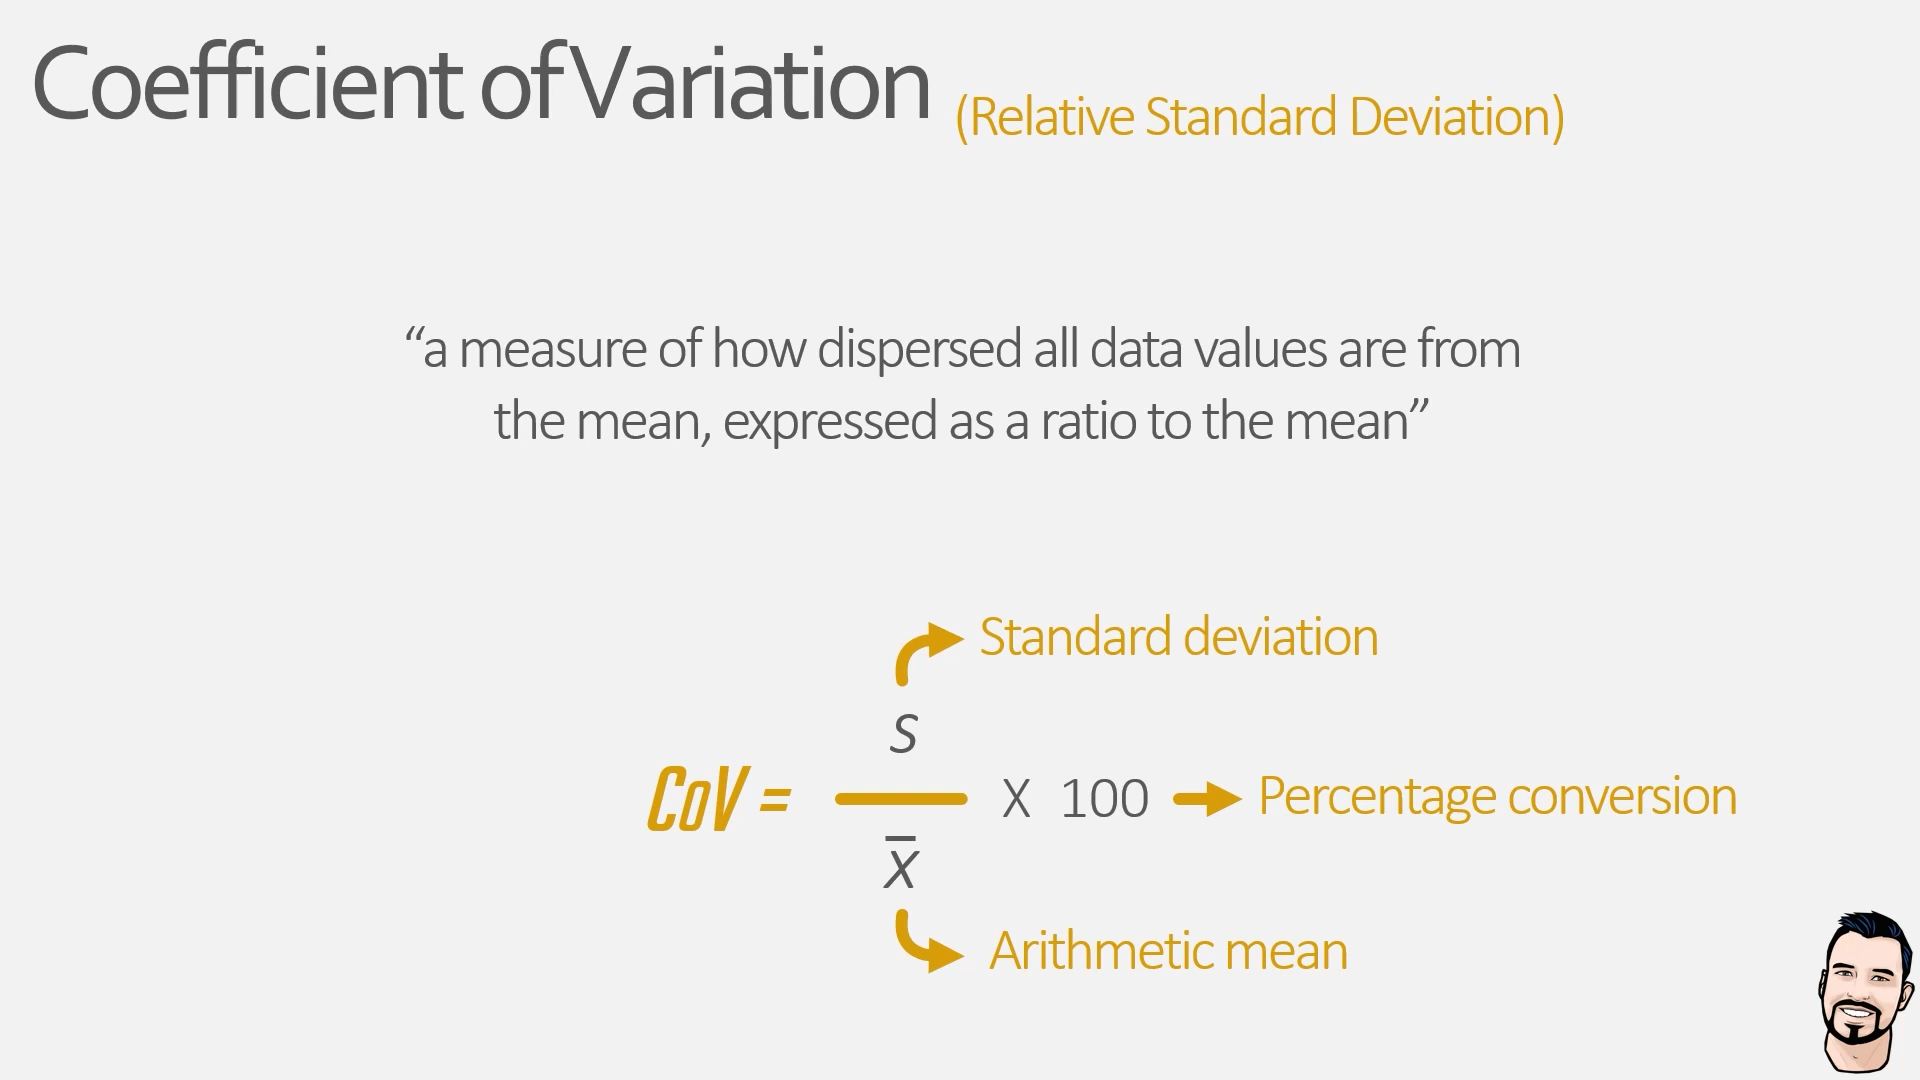 Coefficient of Variation (Relative Standard Deviation)
“a measure of how dispersed all data values are from
the mean, expressed as a ratio to the mean”
Standard deviation
s
CoV = X 100 Percentage conversion
x̄
Arithmetic mean